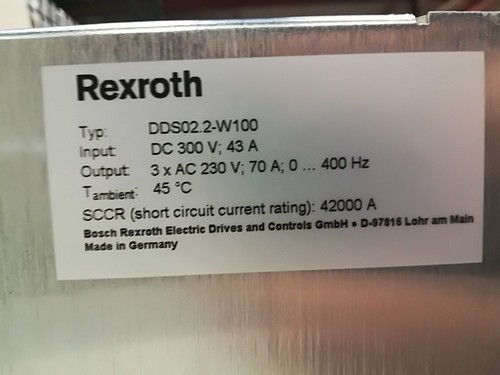 Rexroth
Typ: DDS02.2-W100
Input: DC 300 V; 43 A
Output: 3 x AC 230 V; 70 A; 0 ... 400 Hz
Tambient: 45 °C
SCCR (short circuit current rating): 42000 A
Bosch Rexroth Electric Drives and Controls GmbH • D-97816 Lohr am Main
Made in Germany